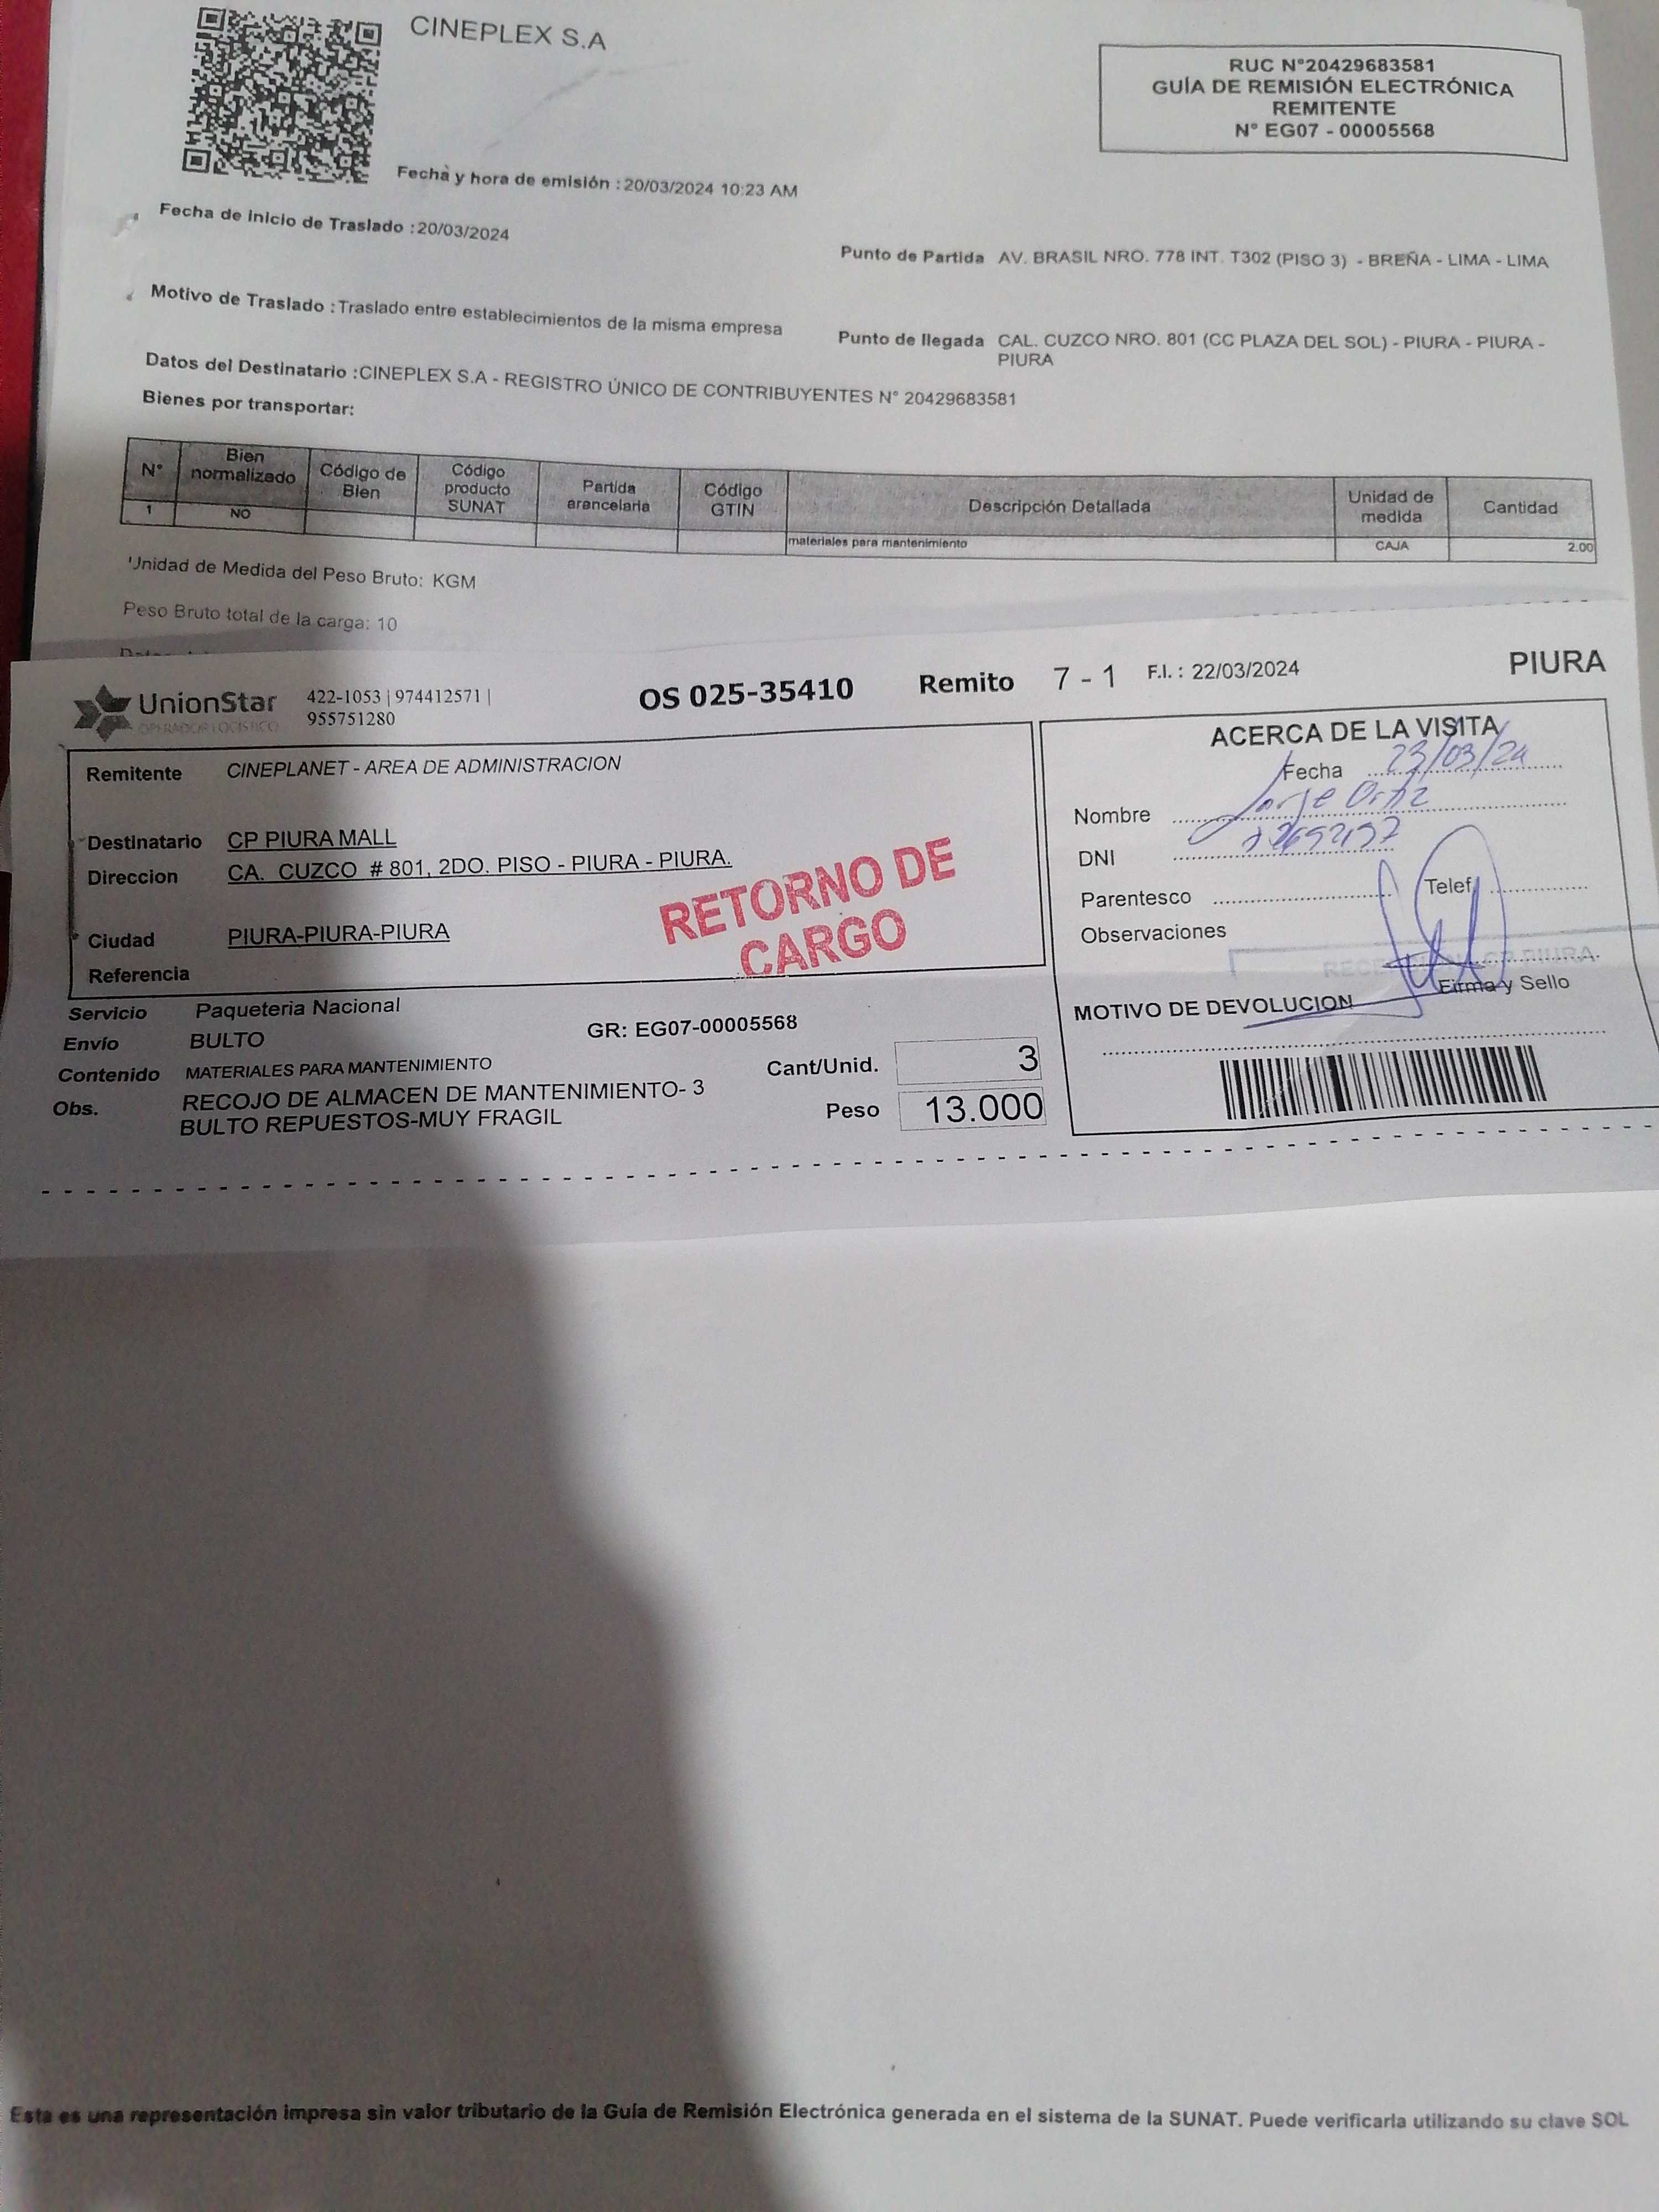 CINEPLEX S.A
RUC N°20429683581
GUÍA DE REMISIÓN ELECTRÓNICA
REMITENTE
N° EG07 - 00005568
Fecha y hora de emisión : 20/03/2024 10:23 AM
Fecha de inicio de Traslado : 20/03/2024
Punto de Partida AV. BRASIL NRO. 778 INT. T302 (PISO 3) - BREÑA - LIMA - LIMA
Motivo de Traslado : Traslado entre establecimientos de la misma empresa
Punto de llegada CAL. CUZCO NRO. 801 (CC PLAZA DEL SOL) - PIURA - PIURA -
PIURA
Datos del Destinatario :CINEPLEX S.A - REGISTRO ÚNICO DE CONTRIBUYENTES N° 20429683581
Bienes por transportar:
N° Bien normalizado Código de Bien Código producto SUNAT Partida arancelaria Código GTIN Descripción Detallada Unidad de medida Cantidad
1 NO materiales para mantenimiento CAJA 2.00
Unidad de Medida del Peso Bruto: KGM
Peso Bruto total de la carga: 10
UnionStar
OPERADOR LOGISTICO
422-1053 | 974412571 |
955751280
OS 025-35410 Remito 7 - 1 F.I. : 22/03/2024 PIURA
Remitente CINEPLANET - AREA DE ADMINISTRACION
Destinatario CP PIURA MALL
Direccion CA. CUZCO # 801, 2DO. PISO - PIURA - PIURA.
Ciudad PIURA-PIURA-PIURA
Referencia
RETORNO DE
CARGO
ACERCA DE LA VISITA
Fecha 23/03/24
Nombre Jorge Ortiz
DNI
Parentesco Telef.
Observaciones
PIURA
Firma y Sello
MOTIVO DE DEVOLUCION
Servicio Paqueteria Nacional
Envío BULTO
GR: EG07-00005568
Contenido MATERIALES PARA MANTENIMIENTO
Cant/Unid. 3
Obs. RECOJO DE ALMACEN DE MANTENIMIENTO- 3
BULTO REPUESTOS-MUY FRAGIL
Peso 13.000
Esta es una representación impresa sin valor tributario de la Guía de Remisión Electrónica generada en el sistema de la SUNAT. Puede verificarla utilizando su clave SOL